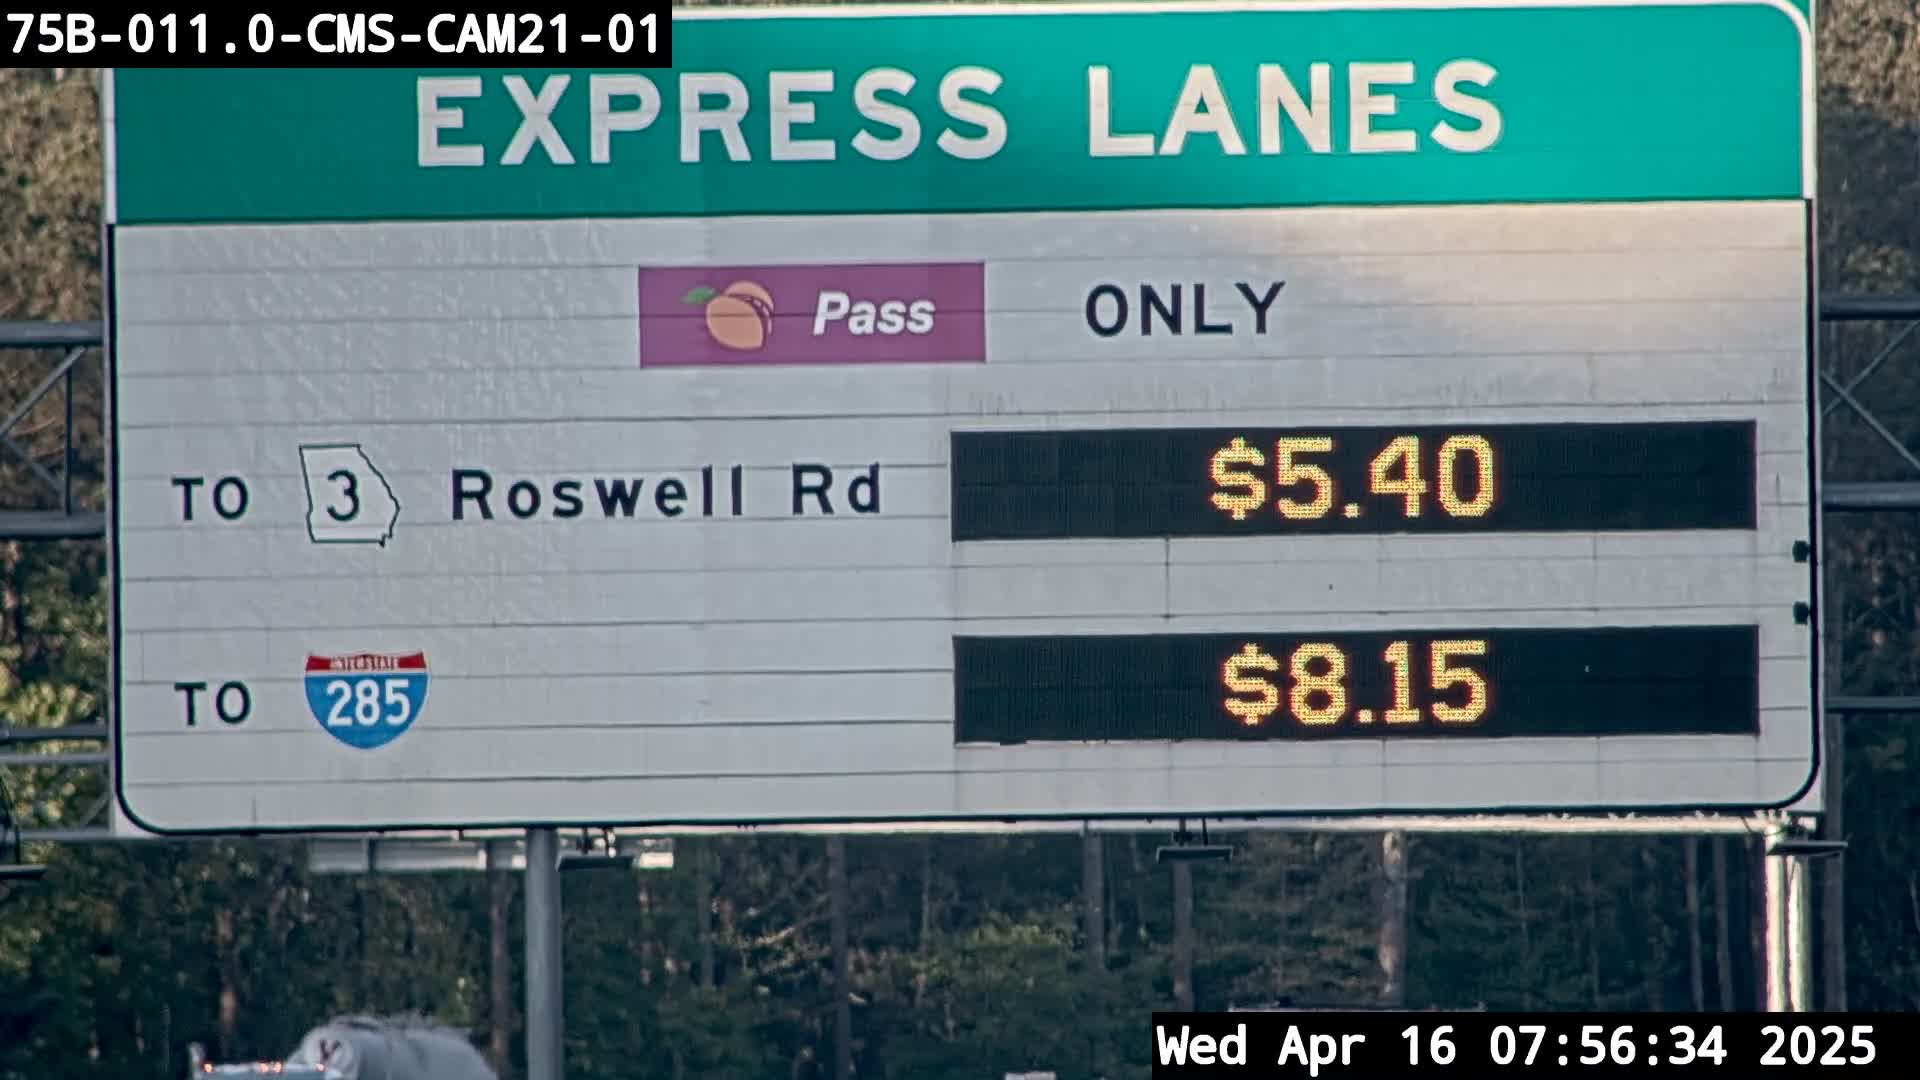 75B-011.0-CMS-CAM21-01
EXPRESS LANES
Pass ONLY
TO 3 Roswell Rd $5.40
TO INTERSTATE 285 $8.15
Wed Apr 16 07:56:34 2025